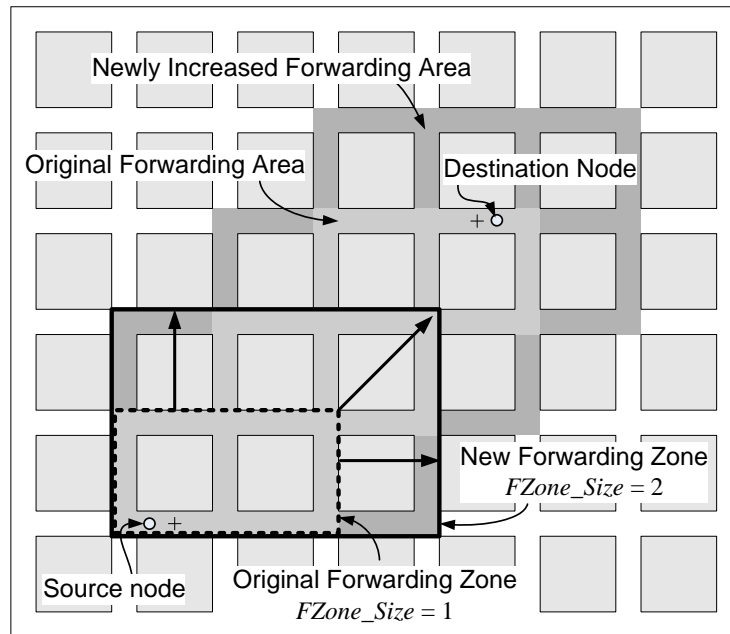 Newly Increased Forwarding Area
Original Forwarding Area
Destination Node
+
+
New Forwarding Zone
FZone_Size = 2
Source node
Original Forwarding Zone
FZone_Size = 1